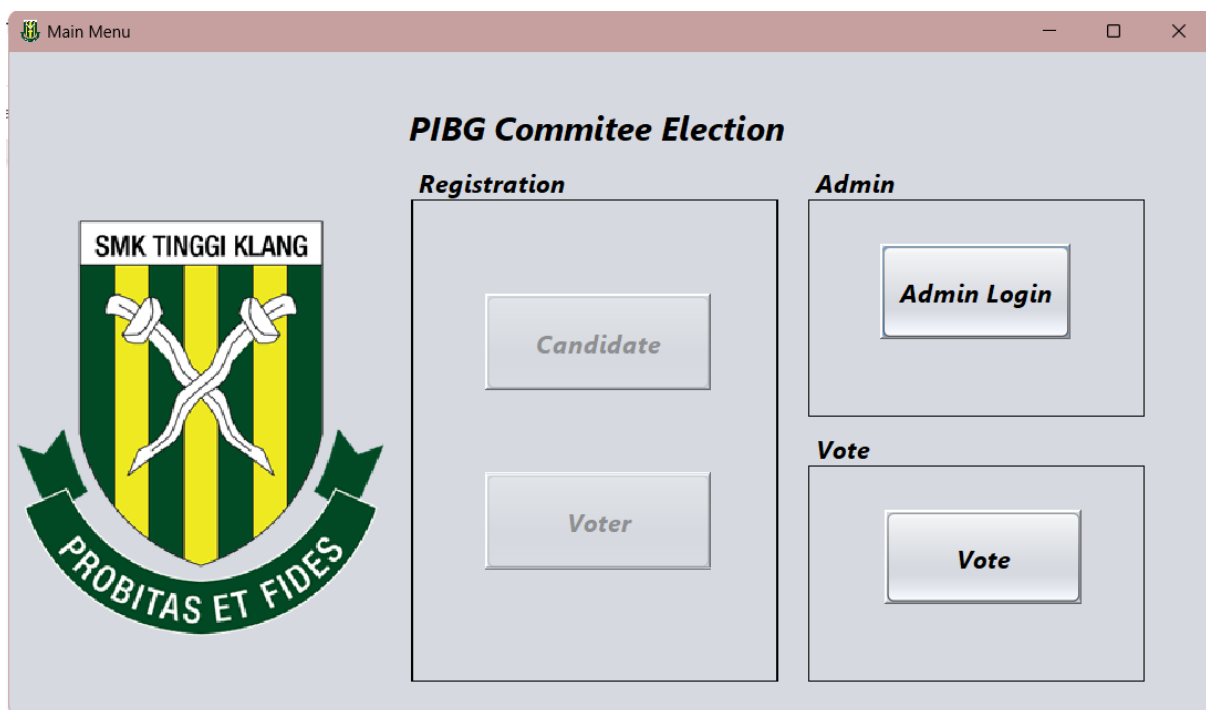 Main Menu
PIBG Commitee Election
Registration
Candidate
Voter
Admin
Admin Login
Vote
Vote
SMK TINGGI KLANG
PROBITAS ET FIDES